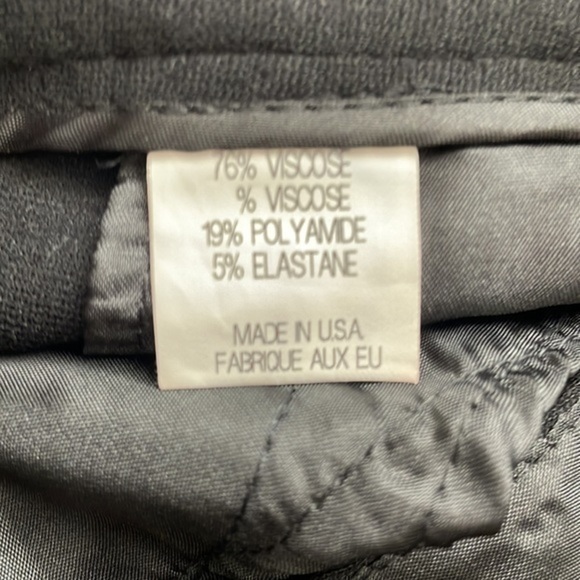 76% VISCOSE
% VISCOSE
19% POLYAMIDE
5% ELASTANE
MADE IN U.S.A.
FABRIQUE AUX EU